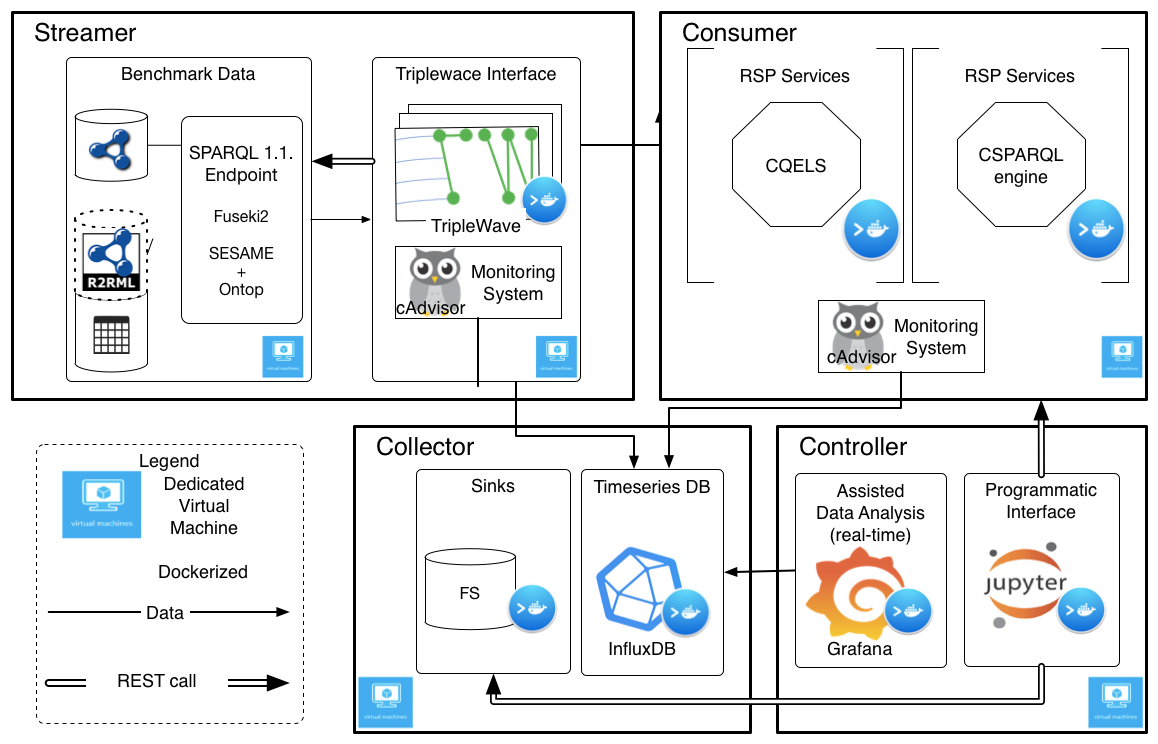 Streamer
Benchmark Data
SPARQL 1.1.
Endpoint
Fuseki2
SESAME
+
Ontop
R2RML
virtual machines
Triplewace Interface
TripleWave
>
cAdvisor
Monitoring
System
virtual machines
Consumer
RSP Services
CQELS
>
RSP Services
CSPARQL
engine
>
cAdvisor
Monitoring
System
virtual machines
Legend
Dedicated
Virtual
Machine
virtual machines
Dockerized
Data
REST call
Collector
Sinks
FS
>
Timeseries DB
>
InfluxDB
virtual machines
Controller
Assisted
Data Analysis
(real-time)
>
Grafana
Programmatic
Interface
jupyter
>
virtual machines